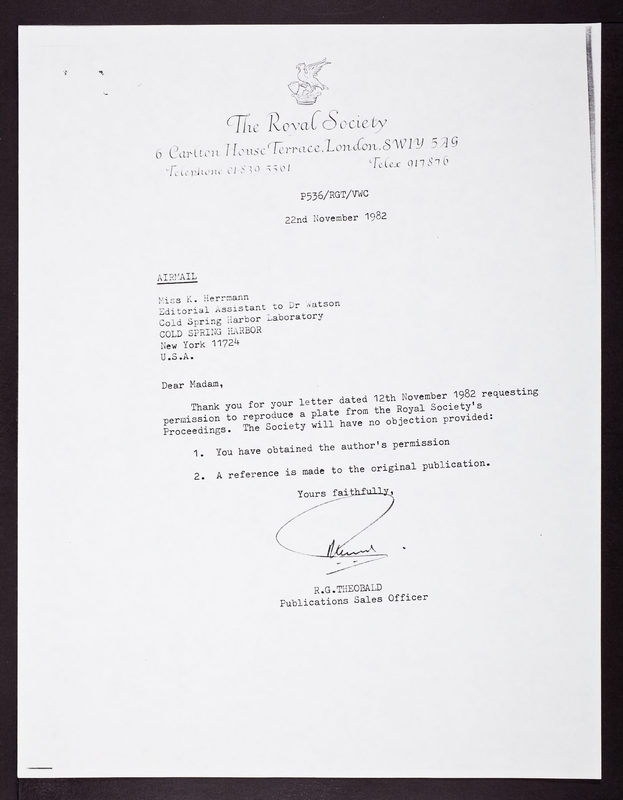 The Royal Society
6 Carlton House Terrace, London, SW1Y 5AG
Telephone 01 839 5561 Telex 917876
P536/RGT/VWC
22nd November 1982
AIRMAIL
Miss K. Herrmann
Editorial Assistant to Dr Watson
Cold Spring Harbor Laboratory
COLD SPRING HARBOR
New York 11724
U.S.A.
Dear Madam,
Thank you for your letter dated 12th November 1982 requesting
permission to reproduce a plate from the Royal Society's
Proceedings. The Society will have no objection provided:
1. You have obtained the author's permission
2. A reference is made to the original publication.
Yours faithfully,
R.G.THEOBALD
Publications Sales Officer